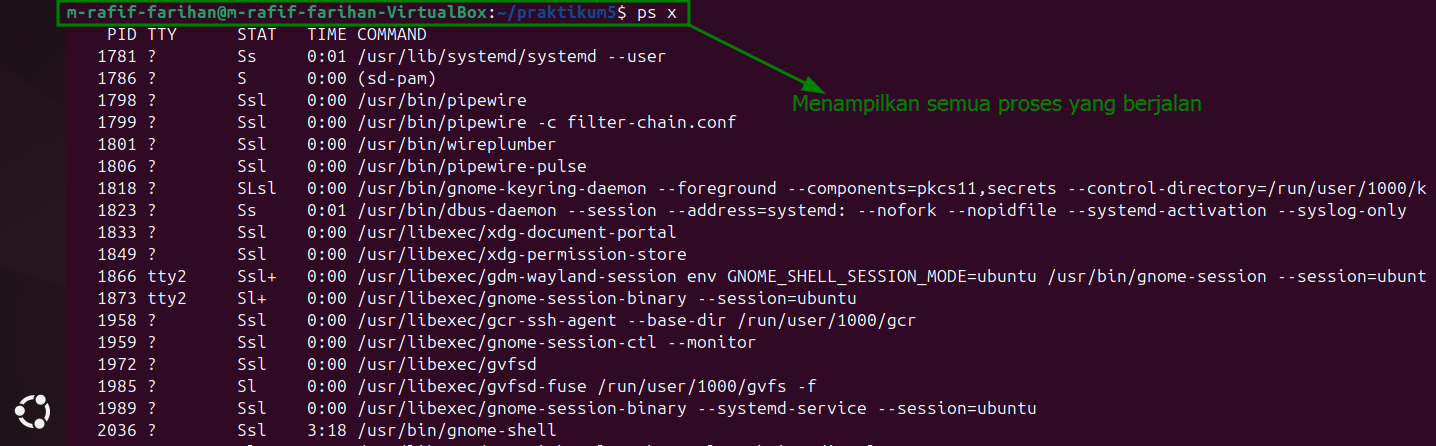 m-rafif-farihan@m-rafif-farihan-VirtualBox:~/praktikum5$ ps x
PID TTY STAT TIME COMMAND
Menampilkan semua proses yang berjalan
1781 ? Ss 0:01 /usr/lib/systemd/systemd --user
1786 ? S 0:00 (sd-pam)
1798 ? Ssl 0:00 /usr/bin/pipewire
1799 ? Ssl 0:00 /usr/bin/pipewire -c filter-chain.conf
1801 ? Ssl 0:00 /usr/bin/wireplumber
1806 ? Ssl 0:00 /usr/bin/pipewire-pulse
1818 ? SLsl 0:00 /usr/bin/gnome-keyring-daemon --foreground --components=pkcs11,secrets --control-directory=/run/user/1000/k
1823 ? Ss 0:01 /usr/bin/dbus-daemon --session --address=systemd: --nofork --nopidfile --systemd-activation --syslog-only
1833 ? Ssl 0:00 /usr/libexec/xdg-document-portal
1849 ? Ssl 0:00 /usr/libexec/xdg-permission-store
1866 tty2 Ssl+ 0:00 /usr/libexec/gdm-wayland-session env GNOME_SHELL_SESSION_MODE=ubuntu /usr/bin/gnome-session --session=ubunt
1873 tty2 Sl+ 0:00 /usr/libexec/gnome-session-binary --session=ubuntu
1958 ? Ssl 0:00 /usr/libexec/gcr-ssh-agent --base-dir /run/user/1000/gcr
1959 ? Ssl 0:00 /usr/libexec/gnome-session-ctl --monitor
1972 ? Ssl 0:00 /usr/libexec/gvfsd
1985 ? Sl 0:00 /usr/libexec/gvfsd-fuse /run/user/1000/gvfs -f
1989 ? Ssl 0:00 /usr/libexec/gnome-session-binary --systemd-service --session=ubuntu
2036 ? Ssl 3:18 /usr/bin/gnome-shell